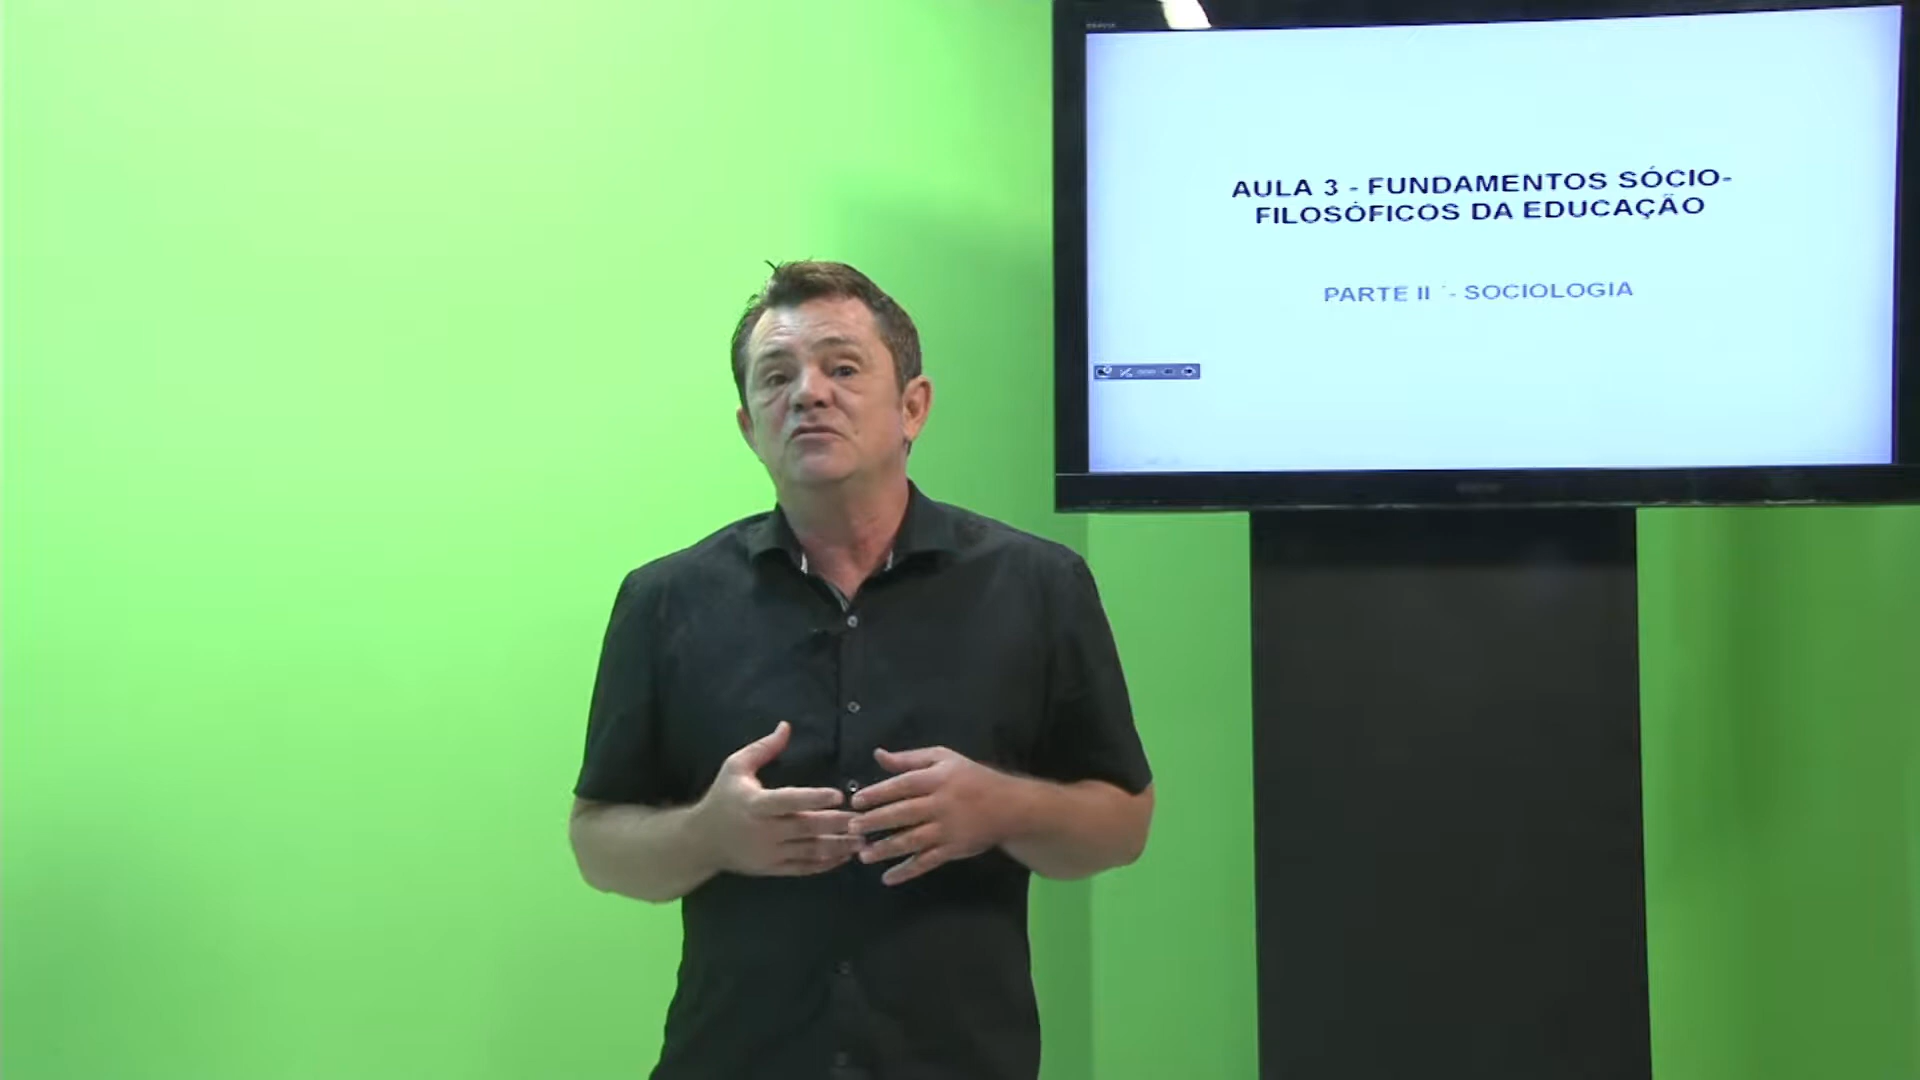 AULA 3 - FUNDAMENTOS SÓCIO-
FILOSÓFICOS DA EDUCAÇÃO
PARTE II ´- SOCIOLOGIA